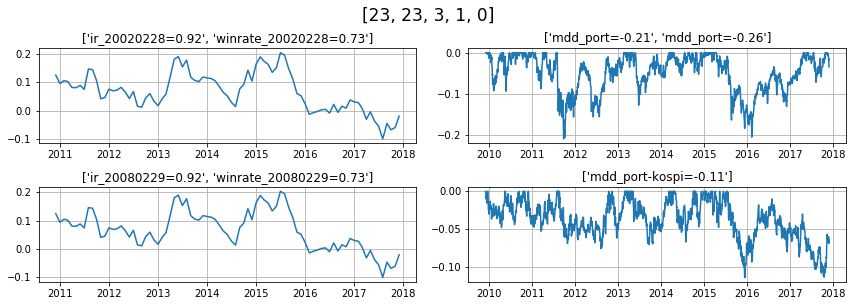 [23, 23, 3, 1, 0]
['ir_20020228=0.92', 'winrate_20020228=0.73']
0.2
0.1
0.0
−0.1
2011 2012 2013 2014 2015 2016 2017 2018
['mdd_port=-0.21', 'mdd_port=-0.26']
0.0
−0.1
−0.2
2010 2011 2012 2013 2014 2015 2016 2017 2018
['ir_20080229=0.92', 'winrate_20080229=0.73']
0.2
0.1
0.0
−0.1
2011 2012 2013 2014 2015 2016 2017 2018
['mdd_port-kospi=-0.11']
0.00
−0.05
−0.10
2010 2011 2012 2013 2014 2015 2016 2017 2018